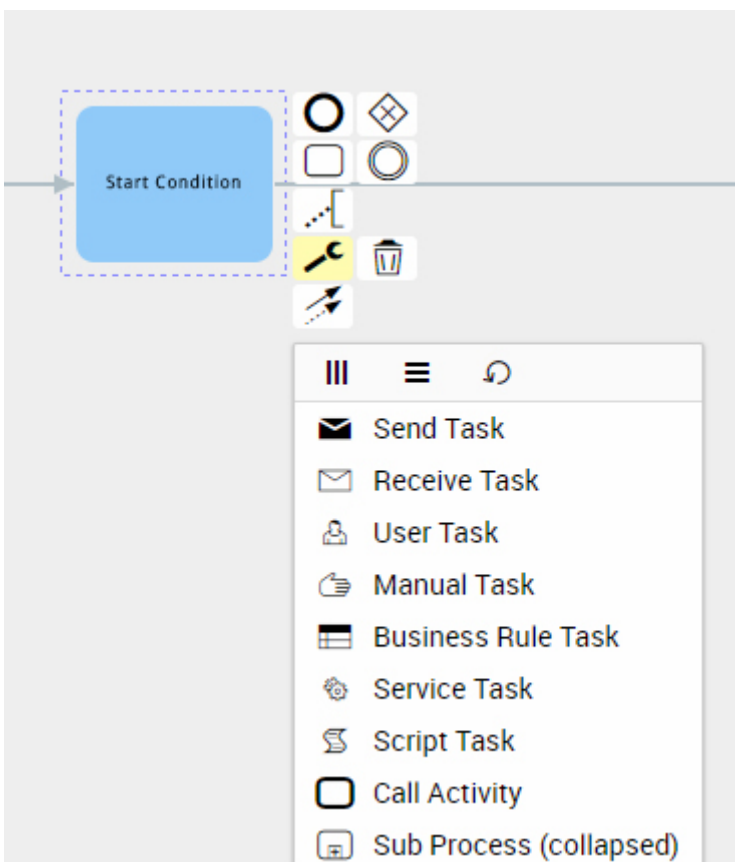 Start Condition
Send Task
Receive Task
User Task
Manual Task
Business Rule Task
Service Task
Script Task
Call Activity
Sub Process (collapsed)